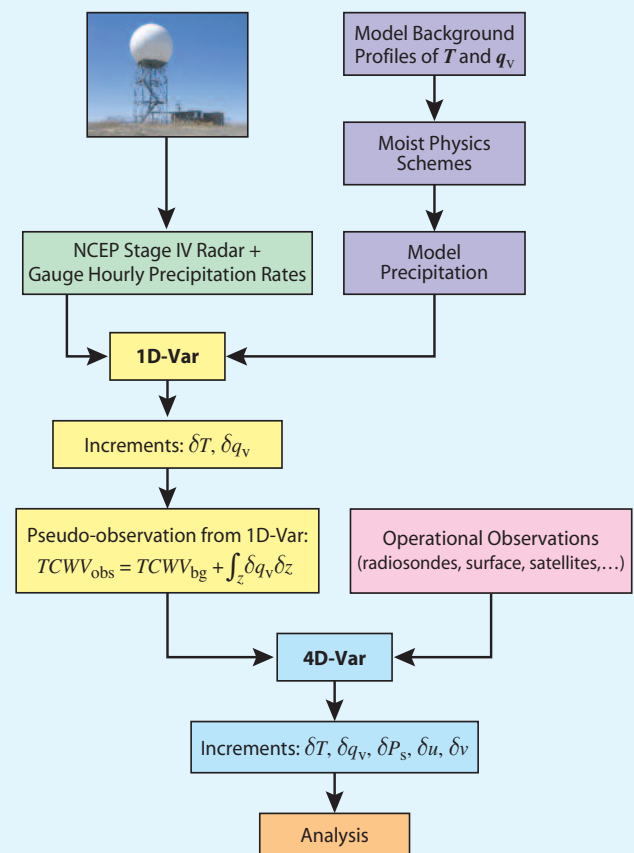 Model Background
Profiles of T and qv
Moist Physics
Schemes
NCEP Stage IV Radar +
Gauge Hourly Precipitation Rates
Model
Precipitation
1D-Var
Increments: δT, δqv
Pseudo-observation from 1D-Var:
TCWVobs = TCWVbg + ∫z δqv δz
Operational Observations
(radiosondes, surface, satellites,...)
4D-Var
Increments: δT, δqv, δPs, δu, δv
Analysis